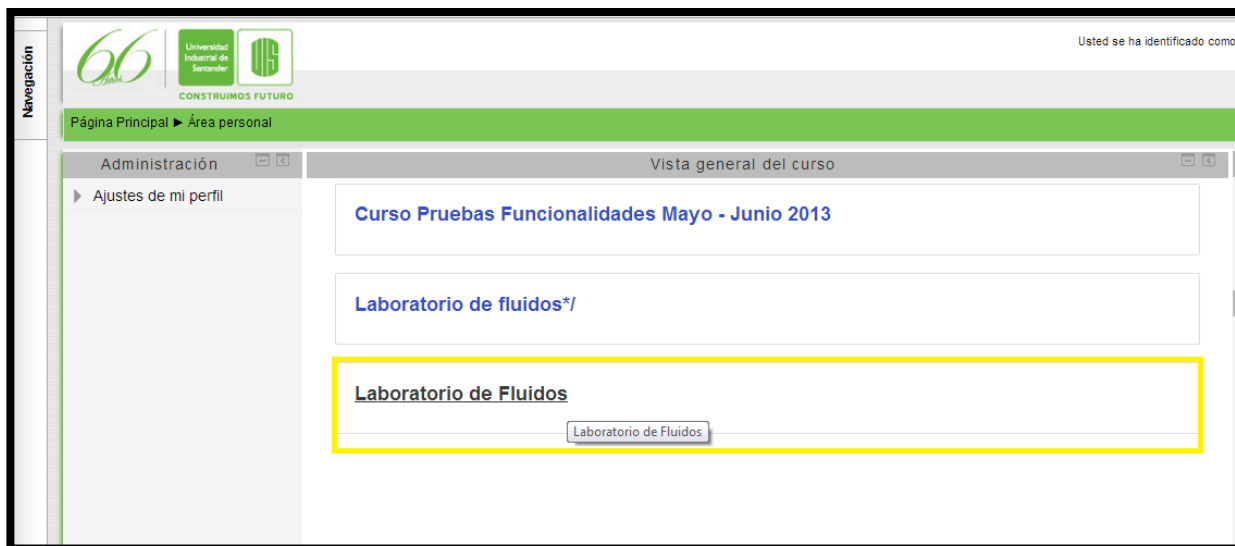 Navegación
66
Años
Universidad
Industrial de
Santander
UIS
CONSTRUIMOS FUTURO
Usted se ha identificado como
Página Principal ► Área personal
Administración
Vista general del curso
Ajustes de mi perfil
Curso Pruebas Funcionalidades Mayo - Junio 2013
Laboratorio de fluidos*/
Laboratorio de Fluidos
Laboratorio de Fluidos